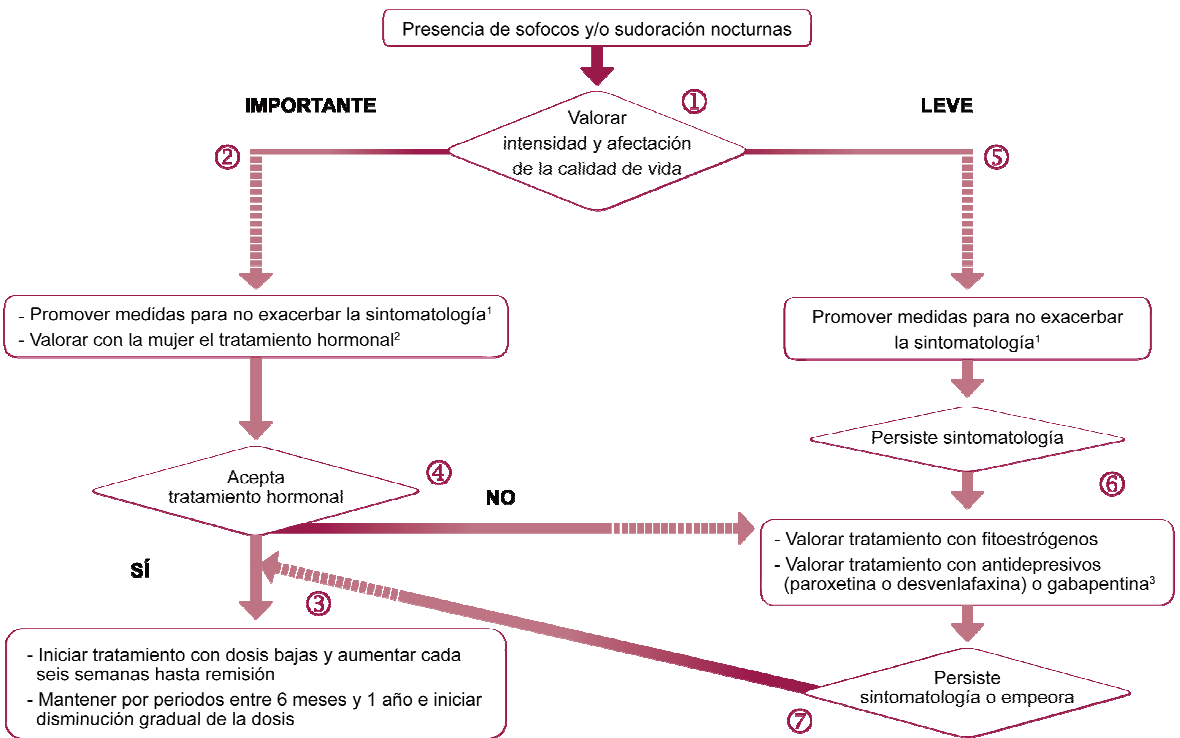 Presencia de sofocos y/o sudoración nocturnas
IMPORTANTE
①
LEVE
Valorar
intensidad y afectación
de la calidad de vida
②
⑤
- Promover medidas para no exacerbar la sintomatología¹
- Valorar con la mujer el tratamiento hormonal²
Promover medidas para no exacerbar
la sintomatología¹
Persiste sintomatología
Acepta
tratamiento hormonal
④
NO
⑥
- Valorar tratamiento con fitoestrógenos
- Valorar tratamiento con antidepresivos
(paroxetina o desvenlafaxina) o gabapentina³
SÍ
③
- Iniciar tratamiento con dosis bajas y aumentar cada
seis semanas hasta remisión
- Mantener por periodos entre 6 meses y 1 año e iniciar
disminución gradual de la dosis
Persiste
sintomatología o empeora
⑦